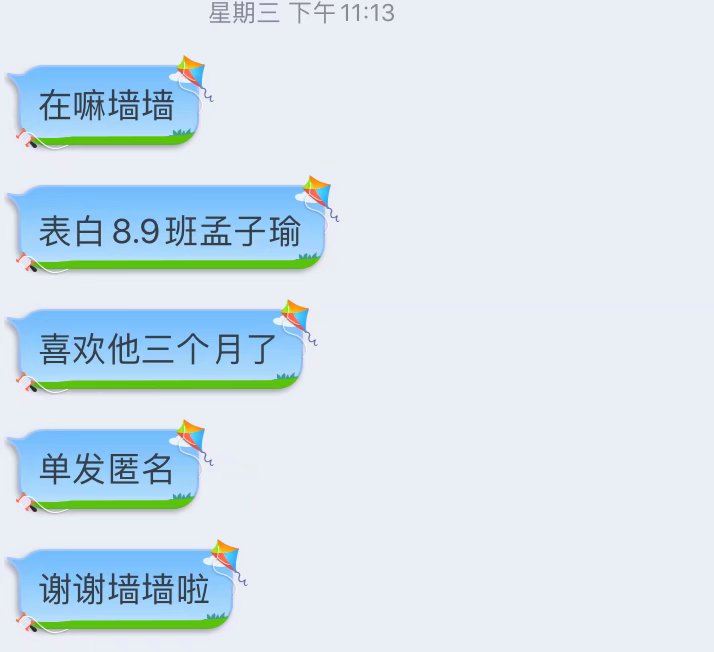 星期三 下午11:13
在嘛墙墙
表白8.9班孟子瑜
喜欢他三个月了
单发匿名
谢谢墙墙啦